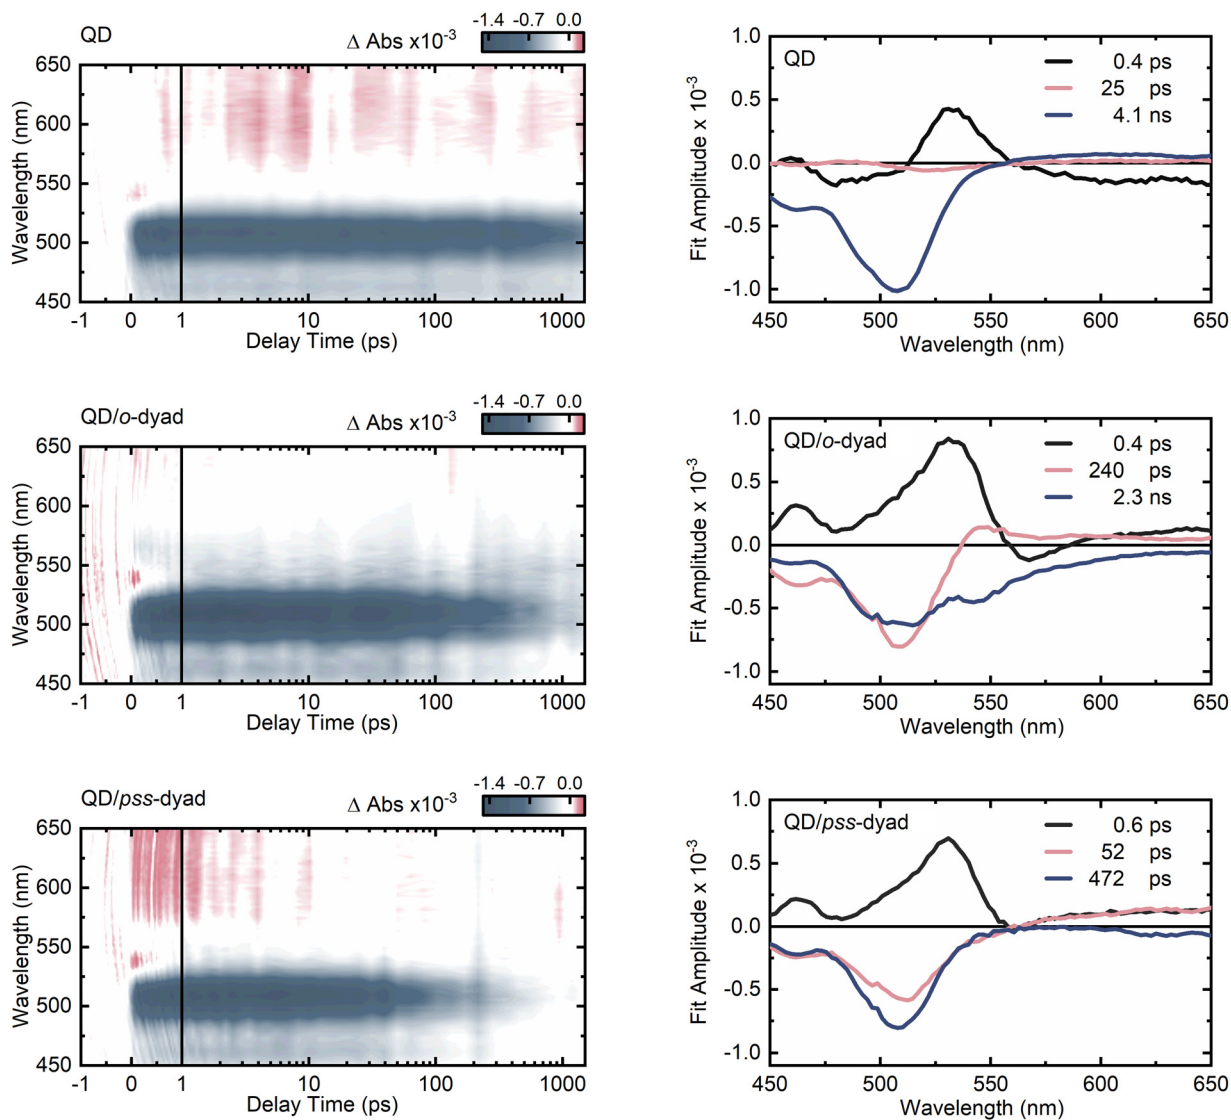 QD
Δ Abs x10-3
-1.4 -0.7 0.0
Wavelength (nm)
650
600
550
500
450
-1 0 1 10 100 1000
Delay Time (ps)
QD
0.4 ps
25 ps
4.1 ns
Fit Amplitude x 10-3
1.0
0.5
0.0
-0.5
-1.0
450 500 550 600 650
Wavelength (nm)
QD/o-dyad
Δ Abs x10-3
-1.4 -0.7 0.0
Wavelength (nm)
650
600
550
500
450
-1 0 1 10 100 1000
Delay Time (ps)
QD/o-dyad
0.4 ps
240 ps
2.3 ns
Fit Amplitude x 10-3
1.0
0.5
0.0
-0.5
-1.0
450 500 550 600 650
Wavelength (nm)
QD/pss-dyad
Δ Abs x10-3
-1.4 -0.7 0.0
Wavelength (nm)
650
600
550
500
450
-1 0 1 10 100 1000
Delay Time (ps)
QD/pss-dyad
0.6 ps
52 ps
472 ps
Fit Amplitude x 10-3
1.0
0.5
0.0
-0.5
-1.0
450 500 550 600 650
Wavelength (nm)